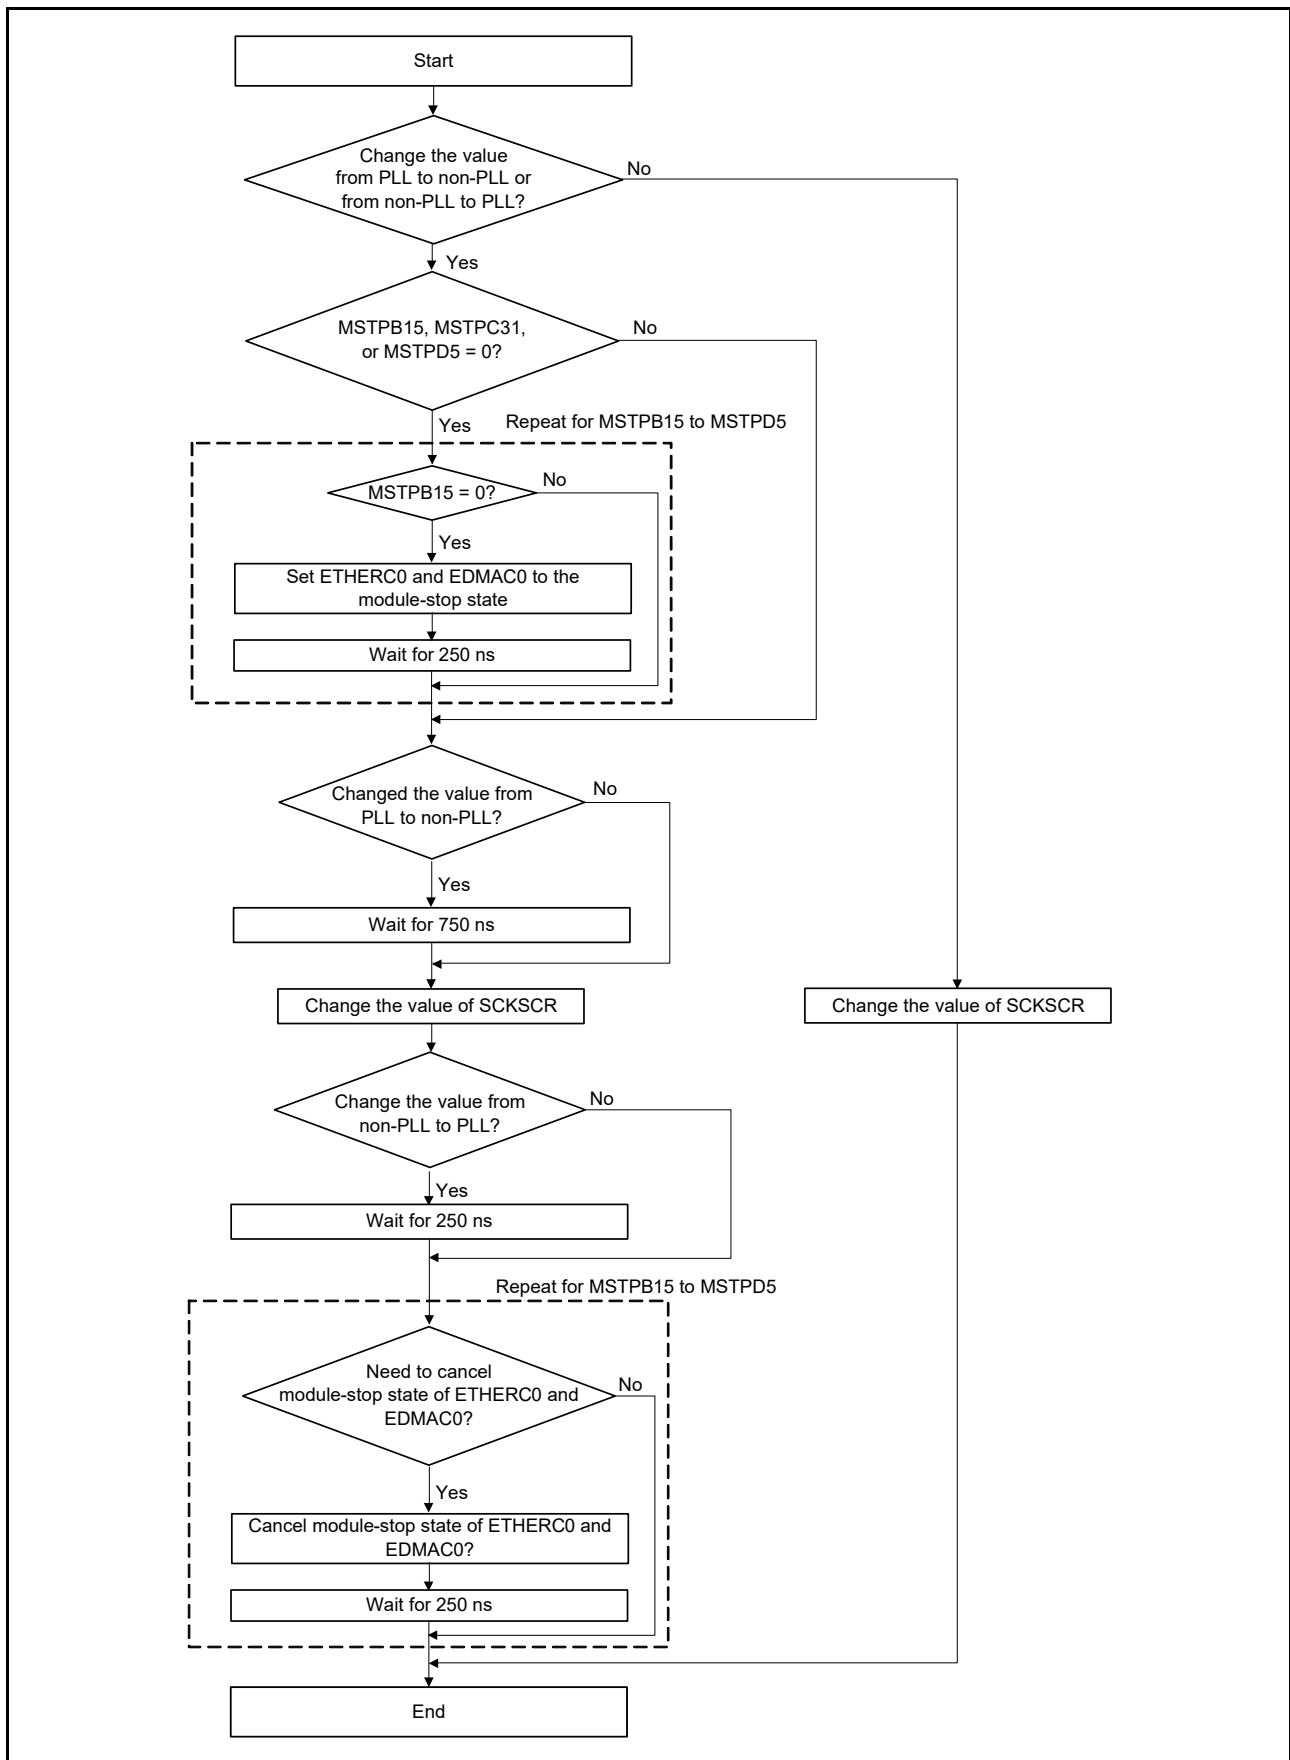 Start
Change the value
from PLL to non-PLL or
from non-PLL to PLL?
No
Yes
MSTPB15, MSTPC31,
or MSTPD5 = 0?
No
Yes
Repeat for MSTPB15 to MSTPD5
MSTPB15 = 0?
No
Yes
Set ETHERC0 and EDMAC0 to the
module-stop state
Wait for 250 ns
Changed the value from
PLL to non-PLL?
No
Yes
Wait for 750 ns
Change the value of SCKSCR
Change the value of SCKSCR
Change the value from
non-PLL to PLL?
No
Yes
Wait for 250 ns
Repeat for MSTPB15 to MSTPD5
Need to cancel
module-stop state of ETHERC0 and
EDMAC0?
No
Yes
Cancel module-stop state of ETHERC0 and
EDMAC0?
Wait for 250 ns
End